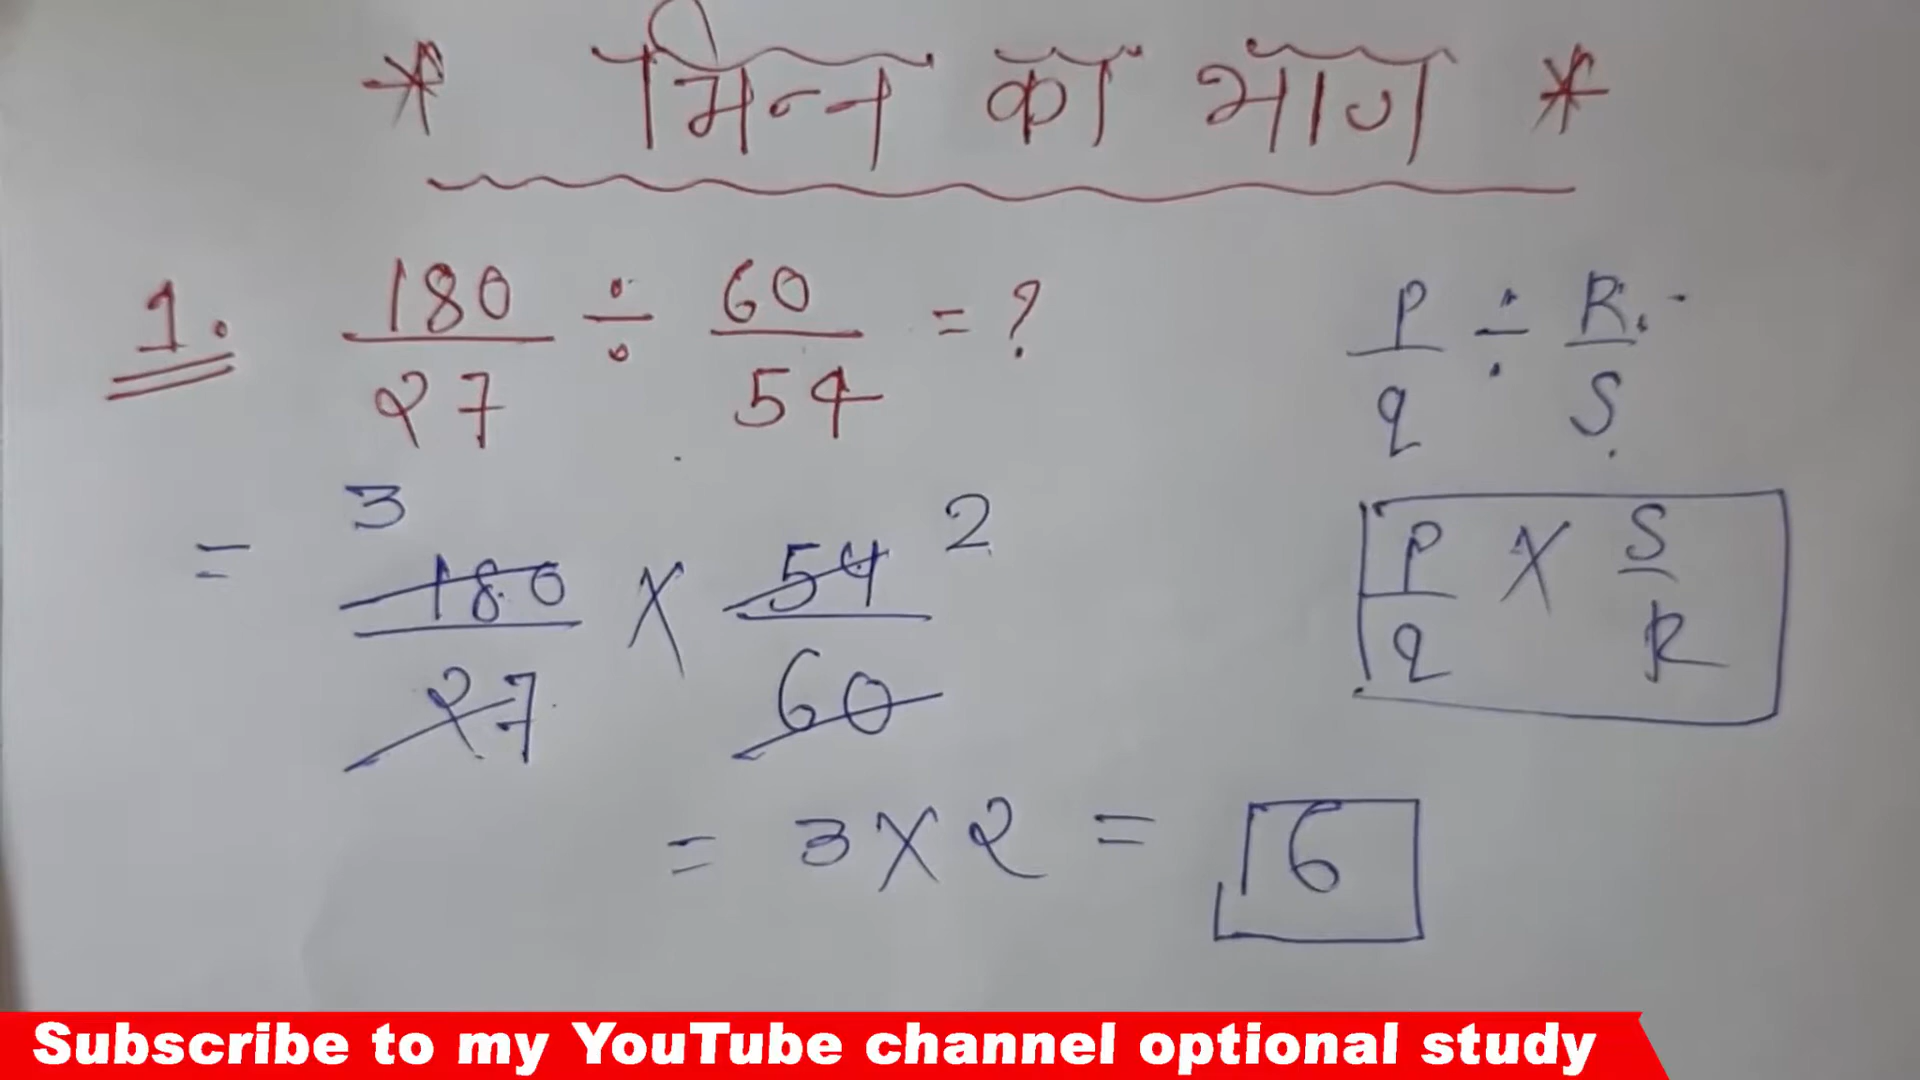 * भिन्न का भाग *
1. 180/27 ÷ 60/54 = ?
P/q ÷ R/S
= 3 180/27 × 54/60 2
P/q × S/R
= 3 × 2 = 6
Subscribe to my YouTube channel optional study